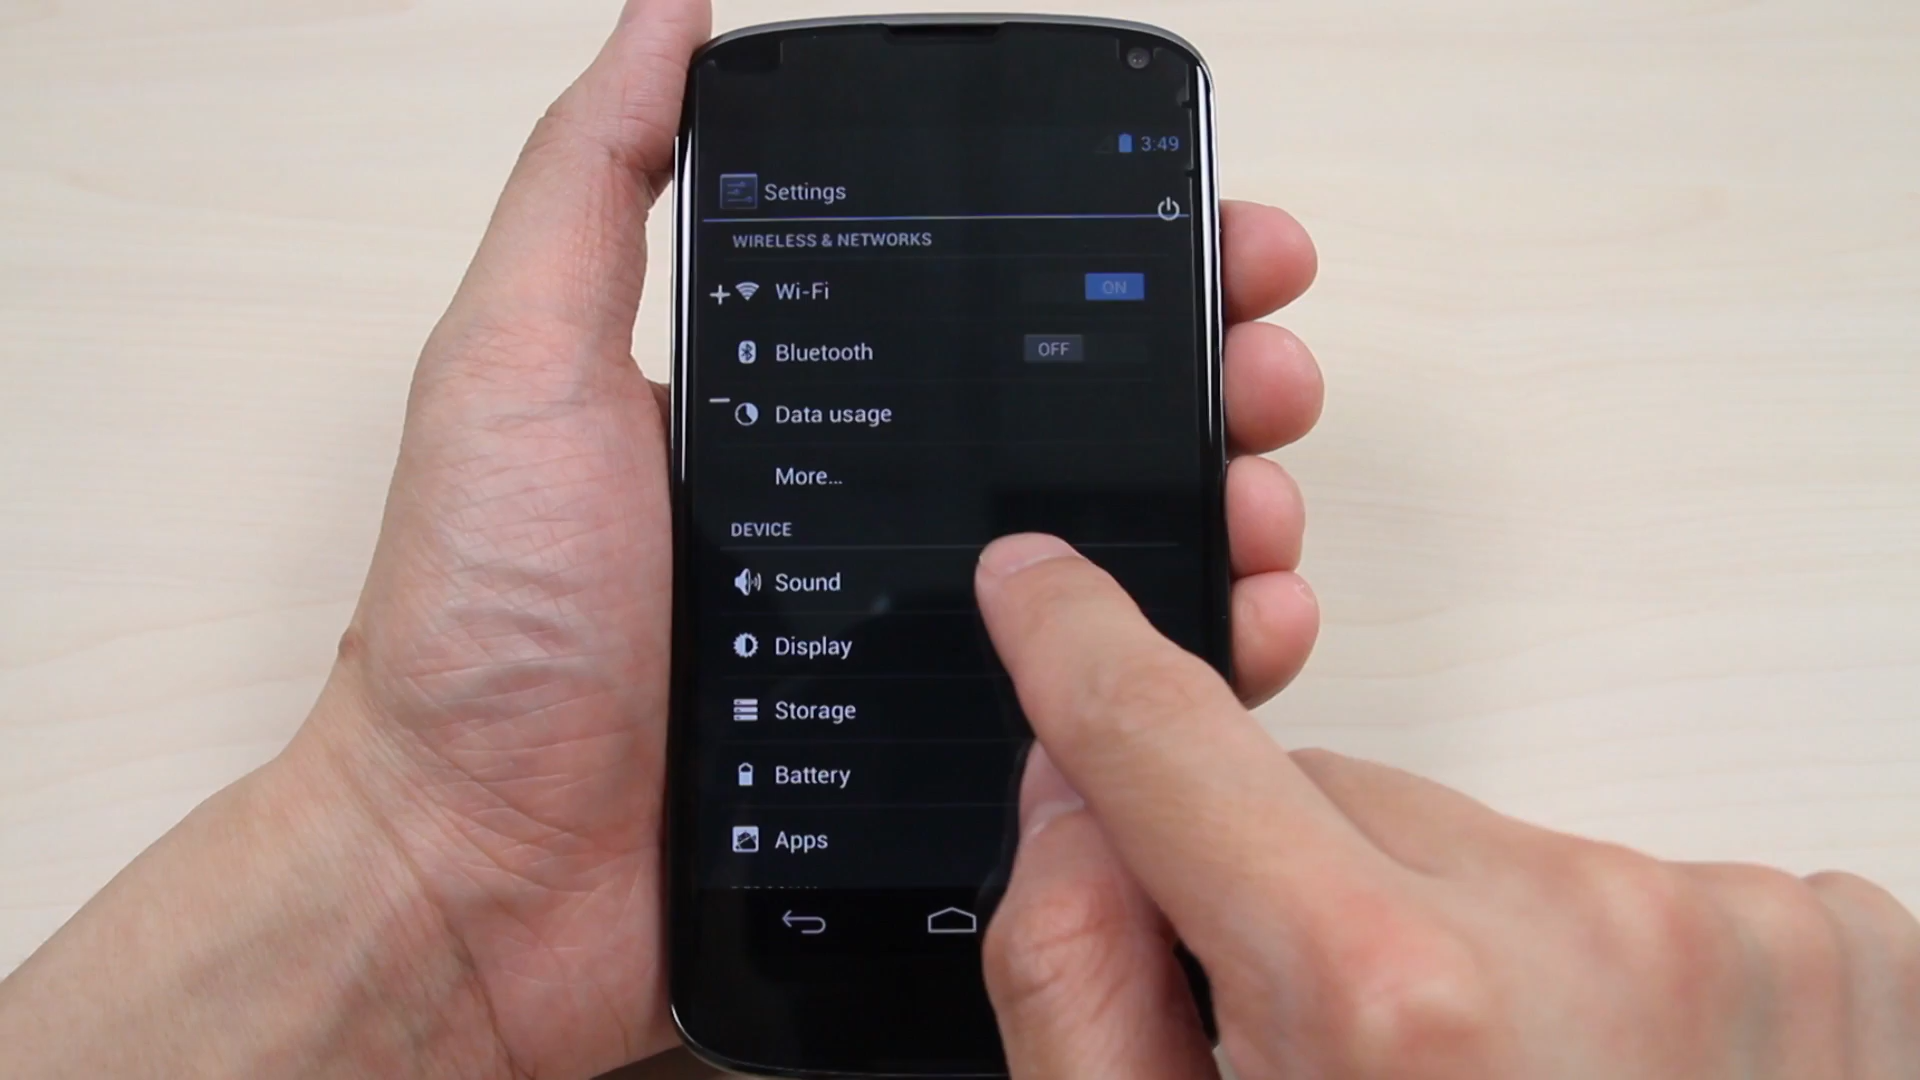 3:49
Settings
WIRELESS & NETWORKS
Wi-Fi ON
Bluetooth OFF
Data usage
More...
DEVICE
Sound
Display
Storage
Battery
Apps